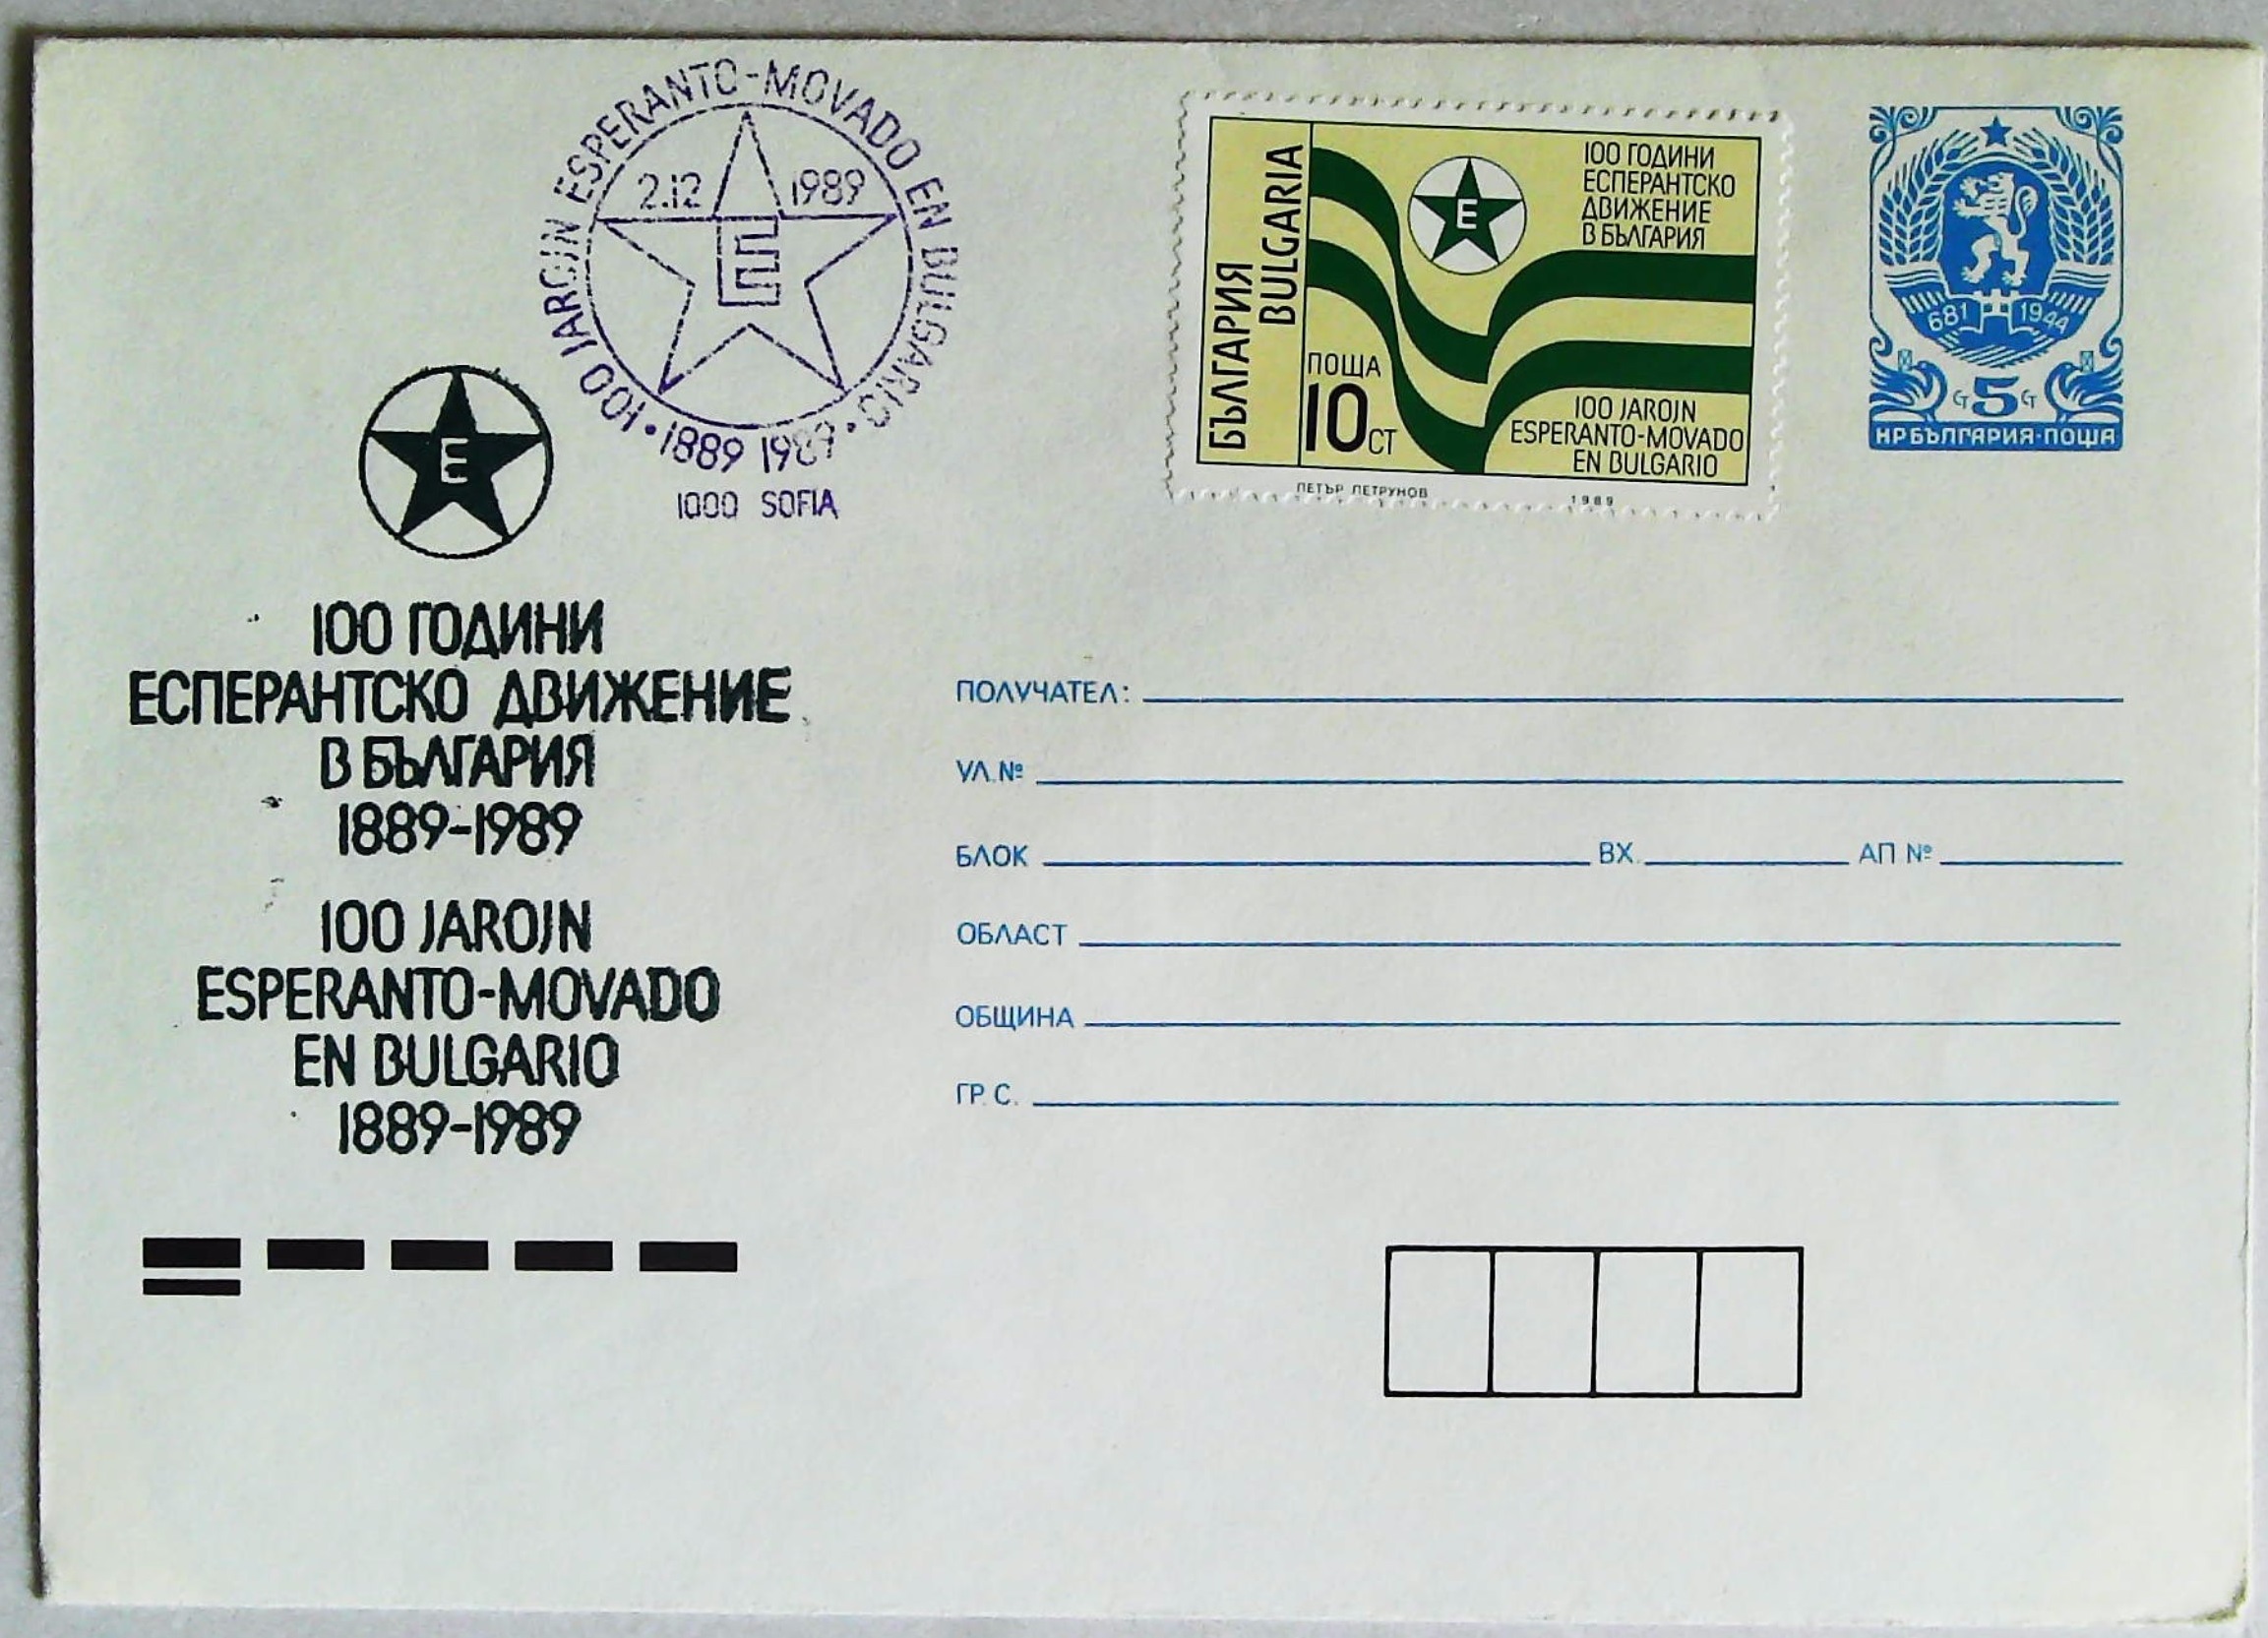 100 JAROJN ESPERANTO-MOVADO EN BULGARIO
2.12 1989
E
1889 1989
1000 SOFIA
БЪЛГАРИЯ
BULGARIA
E
100 ГОДИНИ
ЕСПЕРАНТСКО
ДВИЖЕНИЕ
В БЪЛГАРИЯ
ПОЩА
10 СТ
100 JAROJN
ESPERANTO-MOVADO
EN BULGARIO
ПЕТЪР ПЕТРУНОВ 1989
681 1944
СТ 5 СТ
НР БЪЛГАРИЯ·ПОЩА
E
100 ГОДИНИ
ЕСПЕРАНТСКО ДВИЖЕНИЕ
В БЪЛГАРИЯ
1889-1989
100 JAROJN
ESPERANTO-MOVADO
EN BULGARIO
1889-1989
ПОЛУЧАТЕЛ:
УЛ. №
БЛОК ВХ. АП №
ОБЛАСТ
ОБЩИНА
ГР. С.